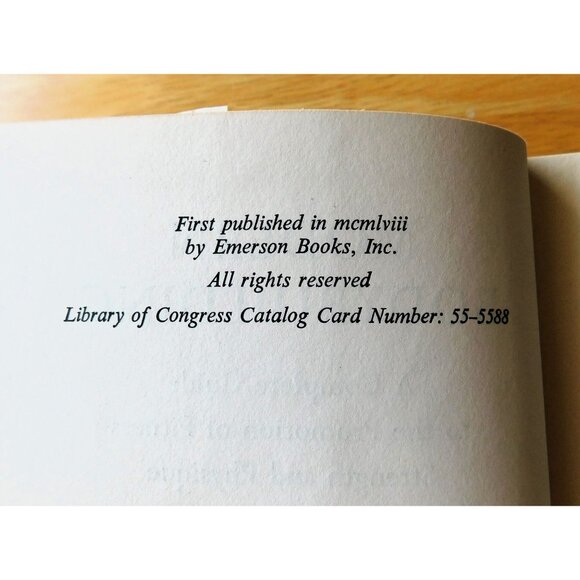 First published in mcmlviii
by Emerson Books, Inc.
All rights reserved
Library of Congress Catalog Card Number: 55–5588